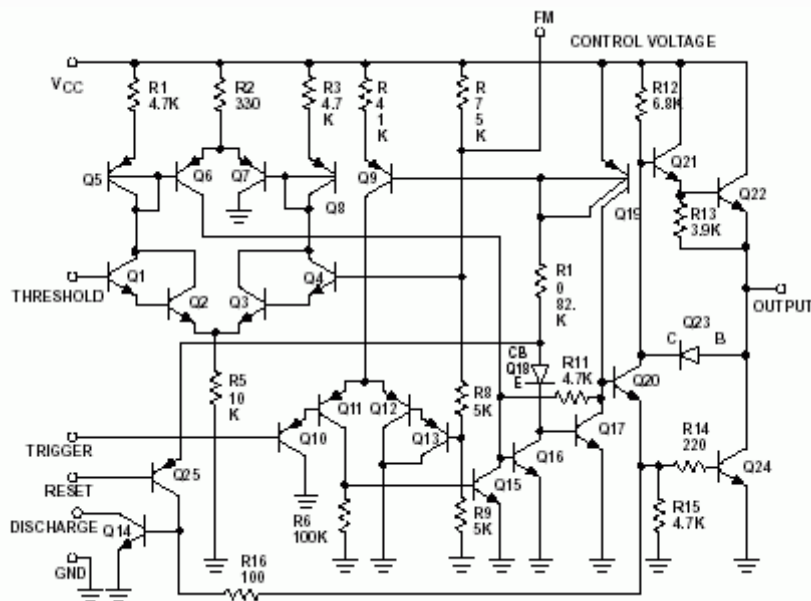 FM
CONTROL VOLTAGE
VCC
R1
4.7K
R2
330
R3
4.7
K
R
4
1
K
R
7
5
K
R12
6.8K
Q5
Q6
Q7
Q8
Q9
Q19
Q21
Q22
R13
3.9K
THRESHOLD
Q1
Q2
Q3
Q4
R1
0
82.
K
OUTPUT
Q23
C
B
CB
Q18
E
R11
4.7K
Q20
R5
10
K
R8
5K
Q10
Q11
Q12
Q13
Q17
Q16
Q15
R14
220
Q24
TRIGGER
Q25
RESET
DISCHARGE
Q14
R6
100K
R9
5K
R15
4.7K
GND
R16
100